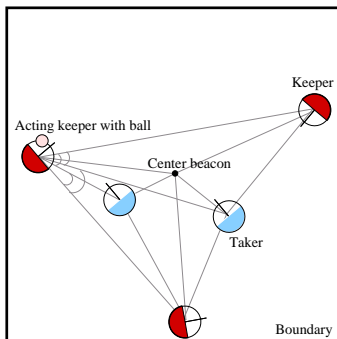 Keeper
Acting keeper with ball
Center beacon
Taker
Boundary